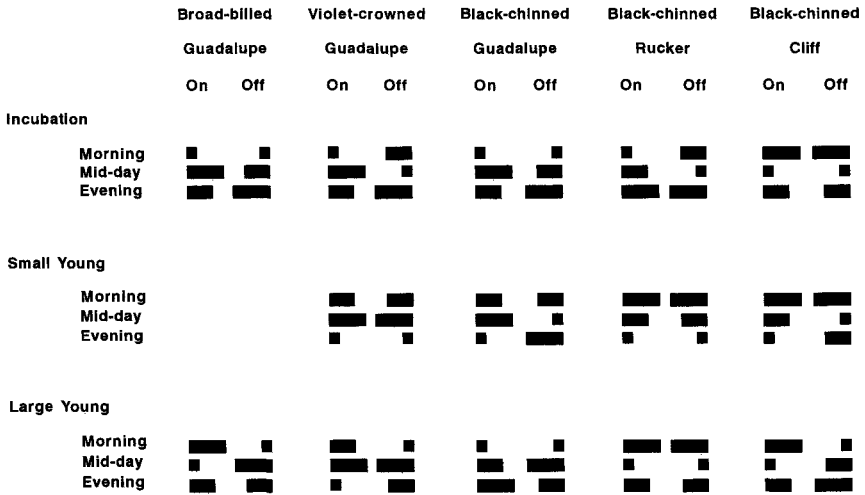 Broad-billed Violet-crowned Black-chinned Black-chinned Black-chinned
Guadalupe Guadalupe Guadalupe Rucker Cliff
On Off On Off On Off On Off On Off
Incubation
Morning
Mid-day
Evening
Small Young
Morning
Mid-day
Evening
Large Young
Morning
Mid-day
Evening